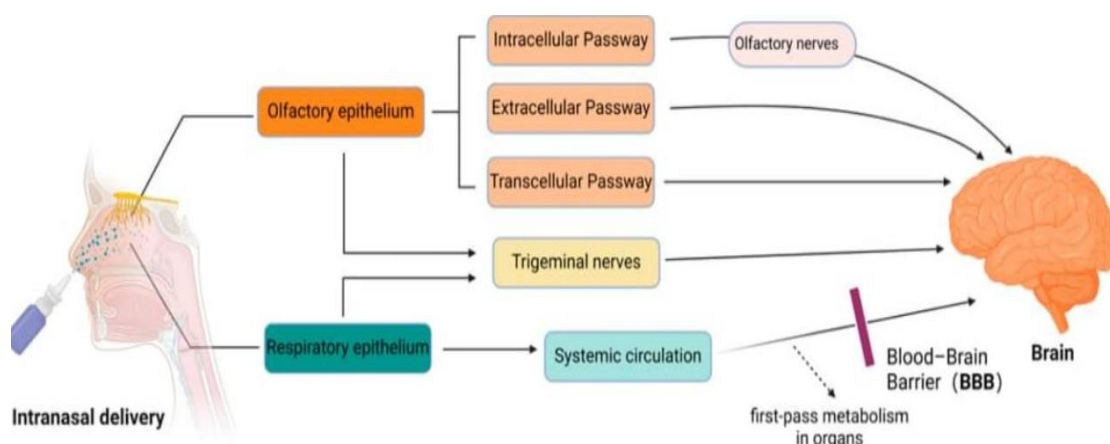 Intracellular Passway
Olfactory nerves
Olfactory epithelium
Extracellular Passway
Transcellular Passway
Trigeminal nerves
Respiratory epithelium
Systemic circulation
Blood–Brain
Barrier (BBB)
Brain
Intranasal delivery
first-pass metabolism
in organs